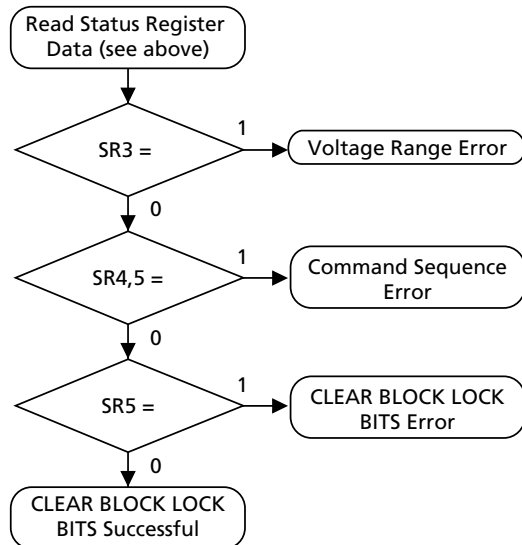 Read Status Register
Data (see above)
SR3 =
1
Voltage Range Error
0
SR4,5 =
1
Command Sequence
Error
0
SR5 =
1
CLEAR BLOCK LOCK
BITS Error
0
CLEAR BLOCK LOCK
BITS Successful